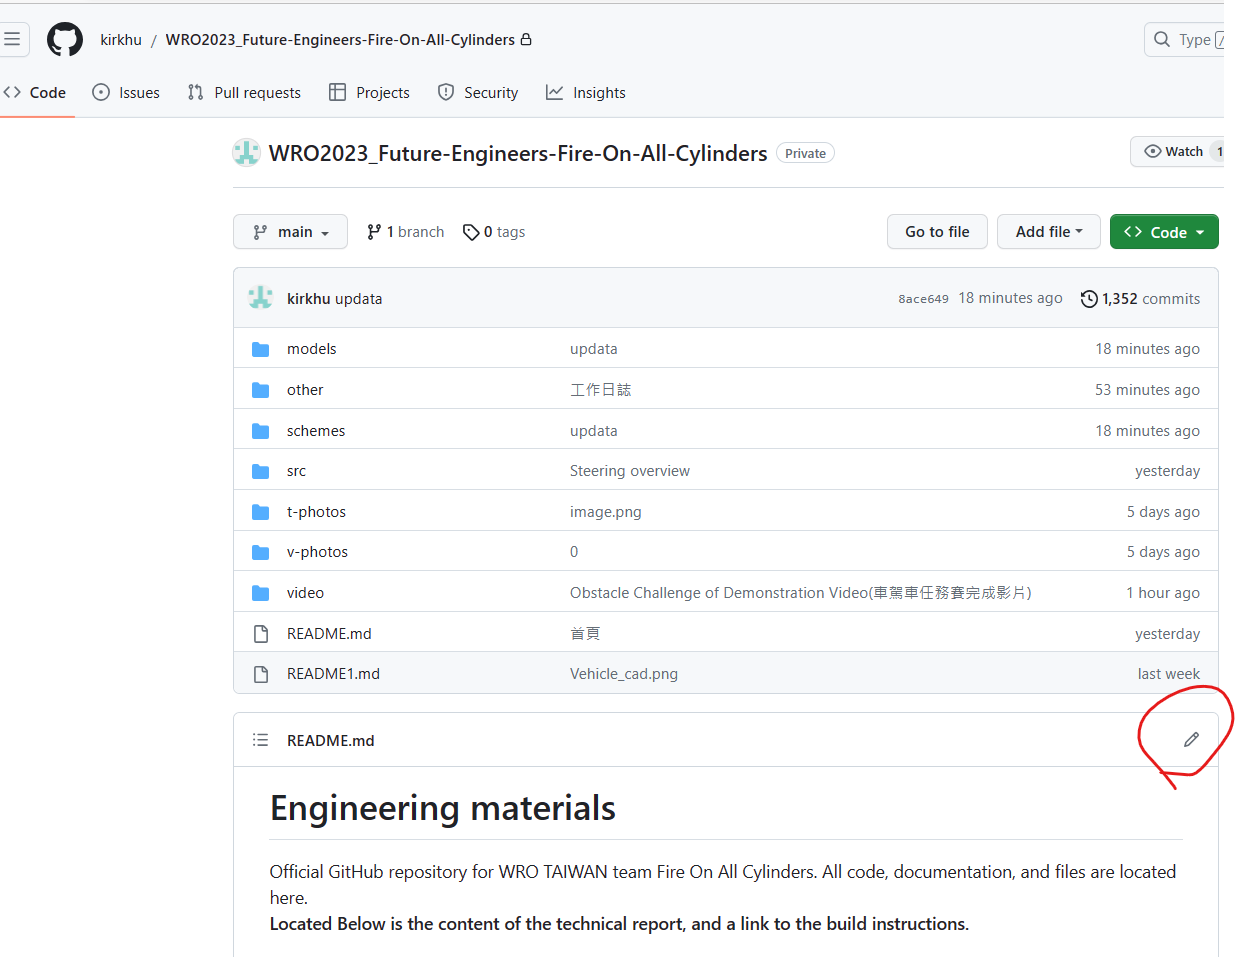 kirkhu / WRO2023_Future-Engineers-Fire-On-All-Cylinders
Type /
Code Issues Pull requests Projects Security Insights
WRO2023_Future-Engineers-Fire-On-All-Cylinders Private
Watch 1
main 1 branch 0 tags Go to file Add file Code
kirkhu updata 8ace649 18 minutes ago 1,352 commits
models updata 18 minutes ago
other 工作日誌 53 minutes ago
schemes updata 18 minutes ago
src Steering overview yesterday
t-photos image.png 5 days ago
v-photos 0 5 days ago
video Obstacle Challenge of Demonstration Video(車駕車任務賽完成影片) 1 hour ago
README.md 首頁 yesterday
README1.md Vehicle_cad.png last week
README.md
Engineering materials
Official GitHub repository for WRO TAIWAN team Fire On All Cylinders. All code, documentation, and files are located
here.
Located Below is the content of the technical report, and a link to the build instructions.